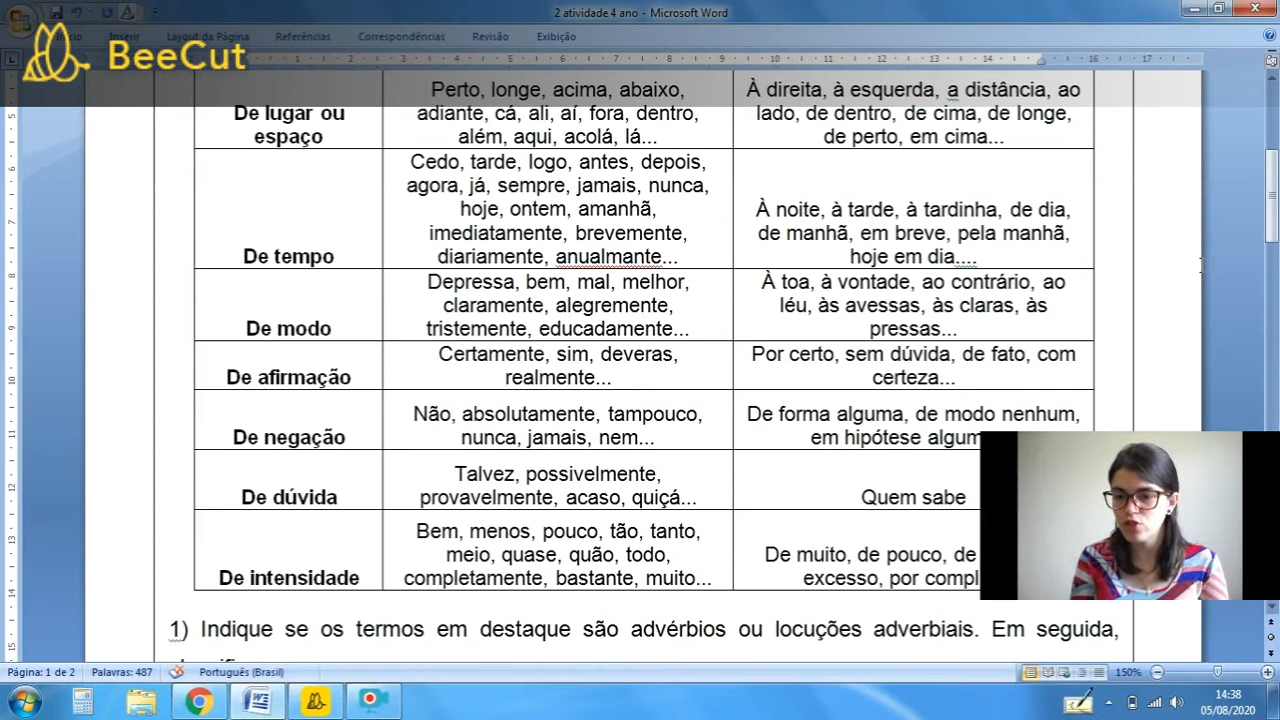 2 atividade 4 ano - Microsoft Word
Início Inserir Layout da Página Referências Correspondências Revisão Exibição
BeeCut
De lugar ou
espaço
Perto, longe, acima, abaixo,
adiante, cá, ali, aí, fora, dentro,
além, aqui, acolá, lá...
À direita, à esquerda, a distância, ao
lado, de dentro, de cima, de longe,
de perto, em cima...
De tempo
Cedo, tarde, logo, antes, depois,
agora, já, sempre, jamais, nunca,
hoje, ontem, amanhã,
imediatamente, brevemente,
diariamente, anualmante...
À noite, à tarde, à tardinha, de dia,
de manhã, em breve, pela manhã,
hoje em dia....
De modo
Depressa, bem, mal, melhor,
claramente, alegremente,
tristemente, educadamente...
À toa, à vontade, ao contrário, ao
léu, às avessas, às claras, às
pressas...
De afirmação
Certamente, sim, deveras,
realmente...
Por certo, sem dúvida, de fato, com
certeza...
De negação
Não, absolutamente, tampouco,
nunca, jamais, nem...
De forma alguma, de modo nenhum,
em hipótese algum
De dúvida
Talvez, possivelmente,
provavelmente, acaso, quiçá...
Quem sabe
De intensidade
Bem, menos, pouco, tão, tanto,
meio, quase, quão, todo,
completamente, bastante, muito...
De muito, de pouco, de
excesso, por compl
1) Indique se os termos em destaque são advérbios ou locuções adverbiais. Em seguida,
Página: 1 de 2 Palavras: 487 Português (Brasil) 150%
14:38
05/08/2020